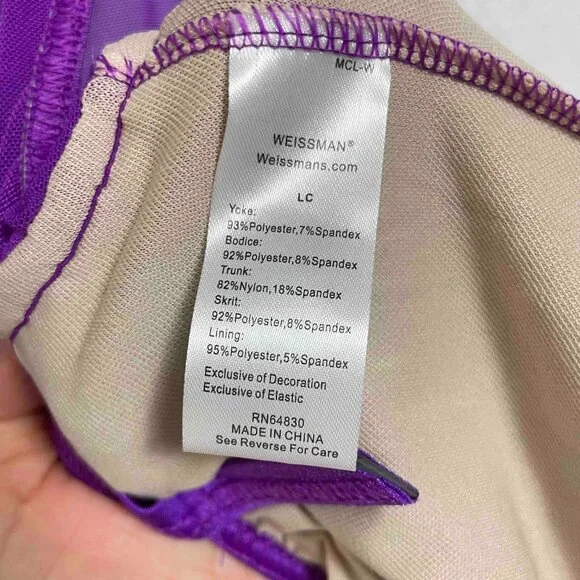 MCL-W
WEISSMAN®
Weissmans.com
LC
Ycke:
93%Polyester,7%Spandex
Bodice:
92%Polyester,8%Spandex
Trunk:
82%Nylon,18%Spandex
Skrit:
92%Polyester,8%Spandex
Lining:
95%Polyester,5%Spandex
Exclusive of Decoration
Exclusive of Elastic
RN64830
MADE IN CHINA
See Reverse For Care